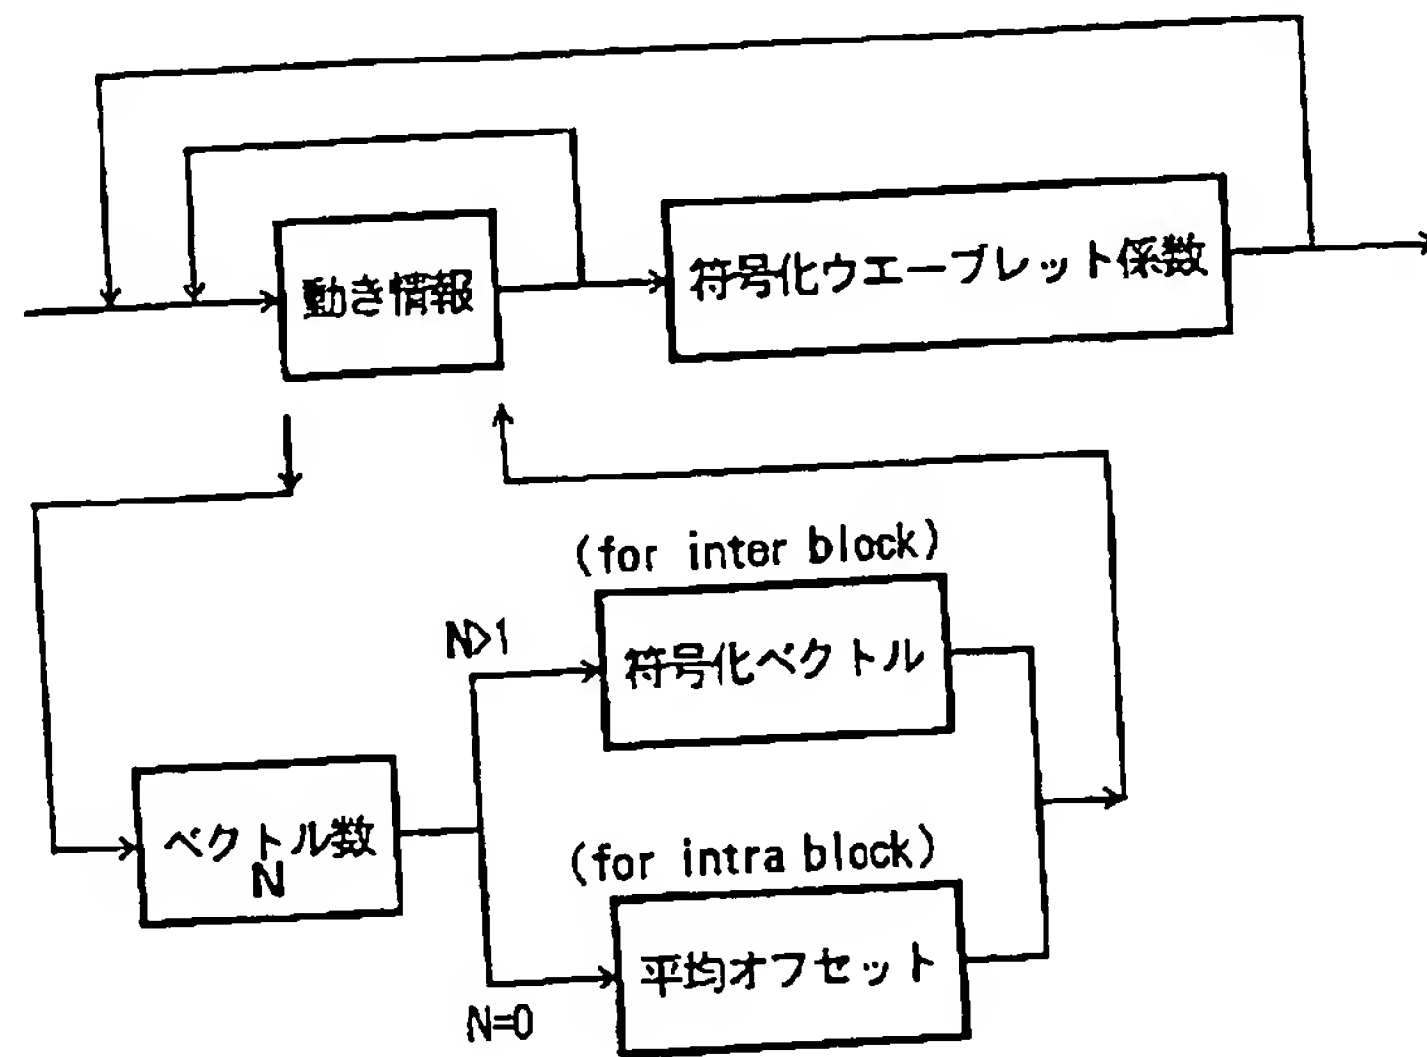 動き情報
符号化ウエーブレット係数
(for inter block)
N>1
符号化ベクトル
ベクトル数
N
(for intra block)
平均オフセット
N=0